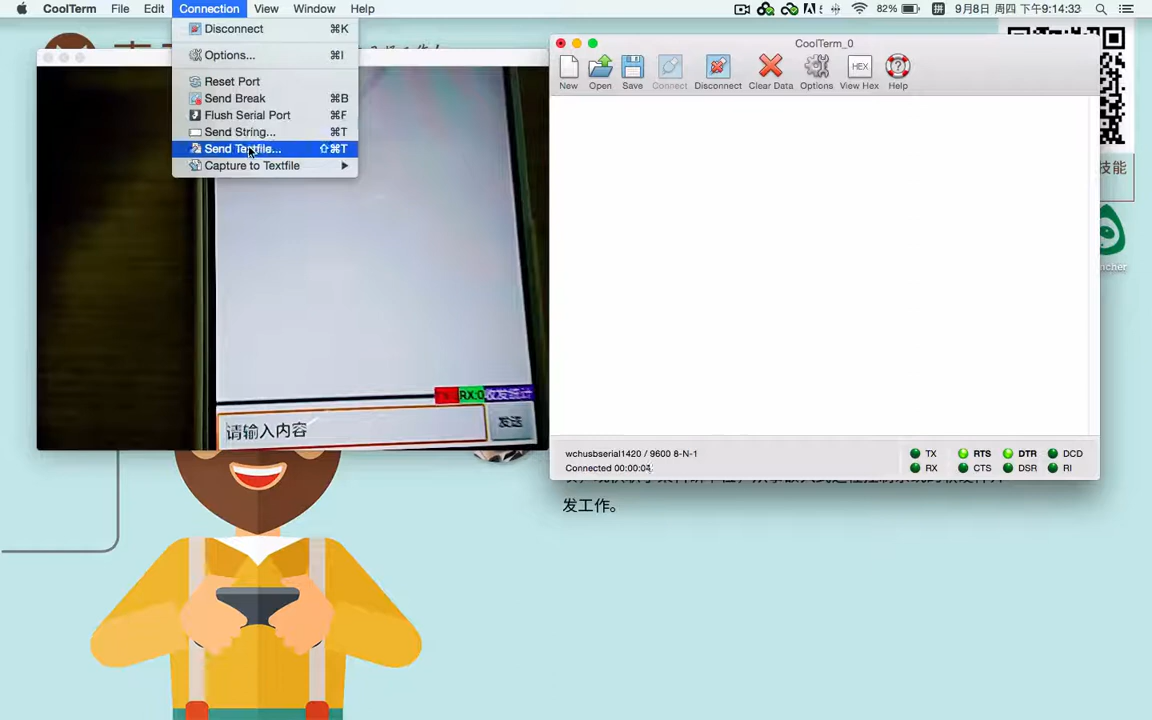 CoolTerm File Edit Connection View Window Help
82% 9月8日 周四 下午9:14:33
Disconnect ⌘K
Options... ⌘I
Reset Port
Send Break ⌘B
Flush Serial Port ⌘F
Send String... ⌘T
Send Textfile... ⇧⌘T
Capture to Textfile
RX:0
请输入内容
发送
CoolTerm_0
New Open Save Connect Disconnect Clear Data Options View Hex Help
HEX
wchusbserial1420 / 9600 8-N-1
Connected 00:00:04
TX RTS DTR DCD
RX CTS DSR RI
技能
ncher
发工作。